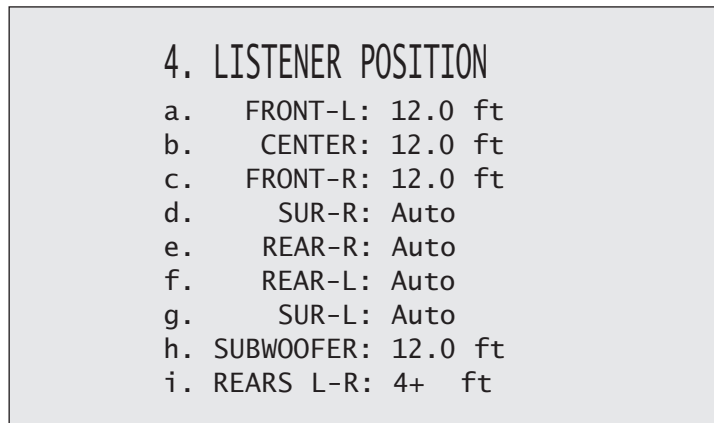 4. LISTENER POSITION
a. FRONT-L: 12.0 ft
b. CENTER: 12.0 ft
c. FRONT-R: 12.0 ft
d. SUR-R: Auto
e. REAR-R: Auto
f. REAR-L: Auto
g. SUR-L: Auto
h. SUBWOOFER: 12.0 ft
i. REARS L-R: 4+ ft